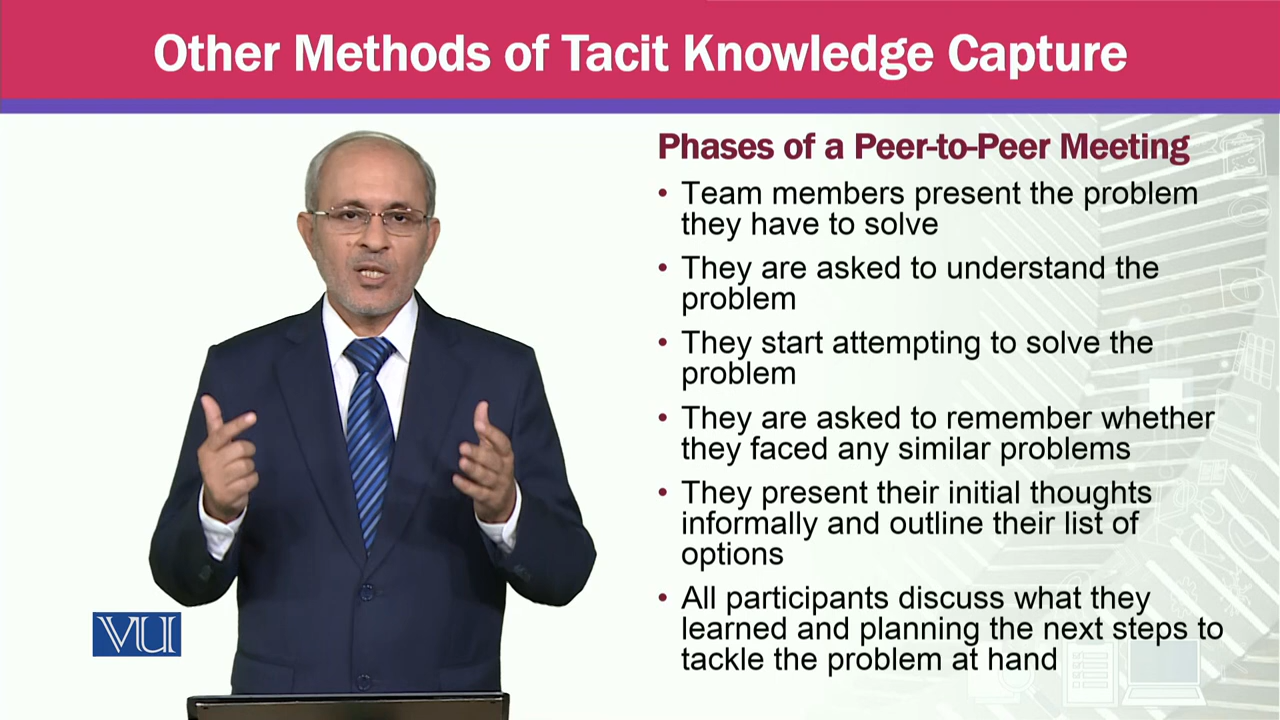 Other Methods of Tacit Knowledge Capture
Phases of a Peer-to-Peer Meeting
• Team members present the problem
they have to solve
• They are asked to understand the
problem
• They start attempting to solve the
problem
• They are asked to remember whether
they faced any similar problems
• They present their initial thoughts
informally and outline their list of
options
• All participants discuss what they
learned and planning the next steps to
tackle the problem at hand
VU